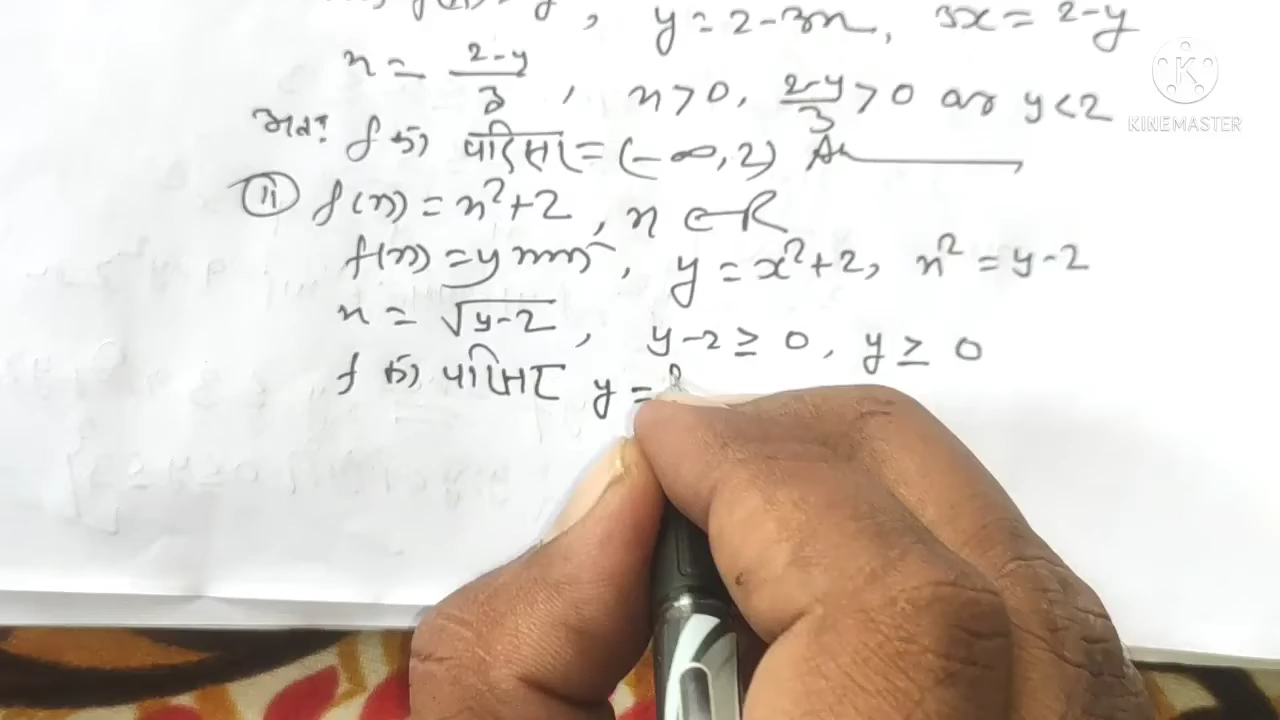 , y = 2-3x, 3x = 2-y
x = 2-y/3, x>0, 2-y/3 >0 or y<2
अतः f का परिसर = (-∞, 2) Ans
(ii) f(x) = x²+2, x ∈ R
f(x) = y मानने, y = x²+2, x² = y-2
x = √y-2, y-2 ≥ 0, y ≥ 0
f का परिसर y =
KINEMASTER